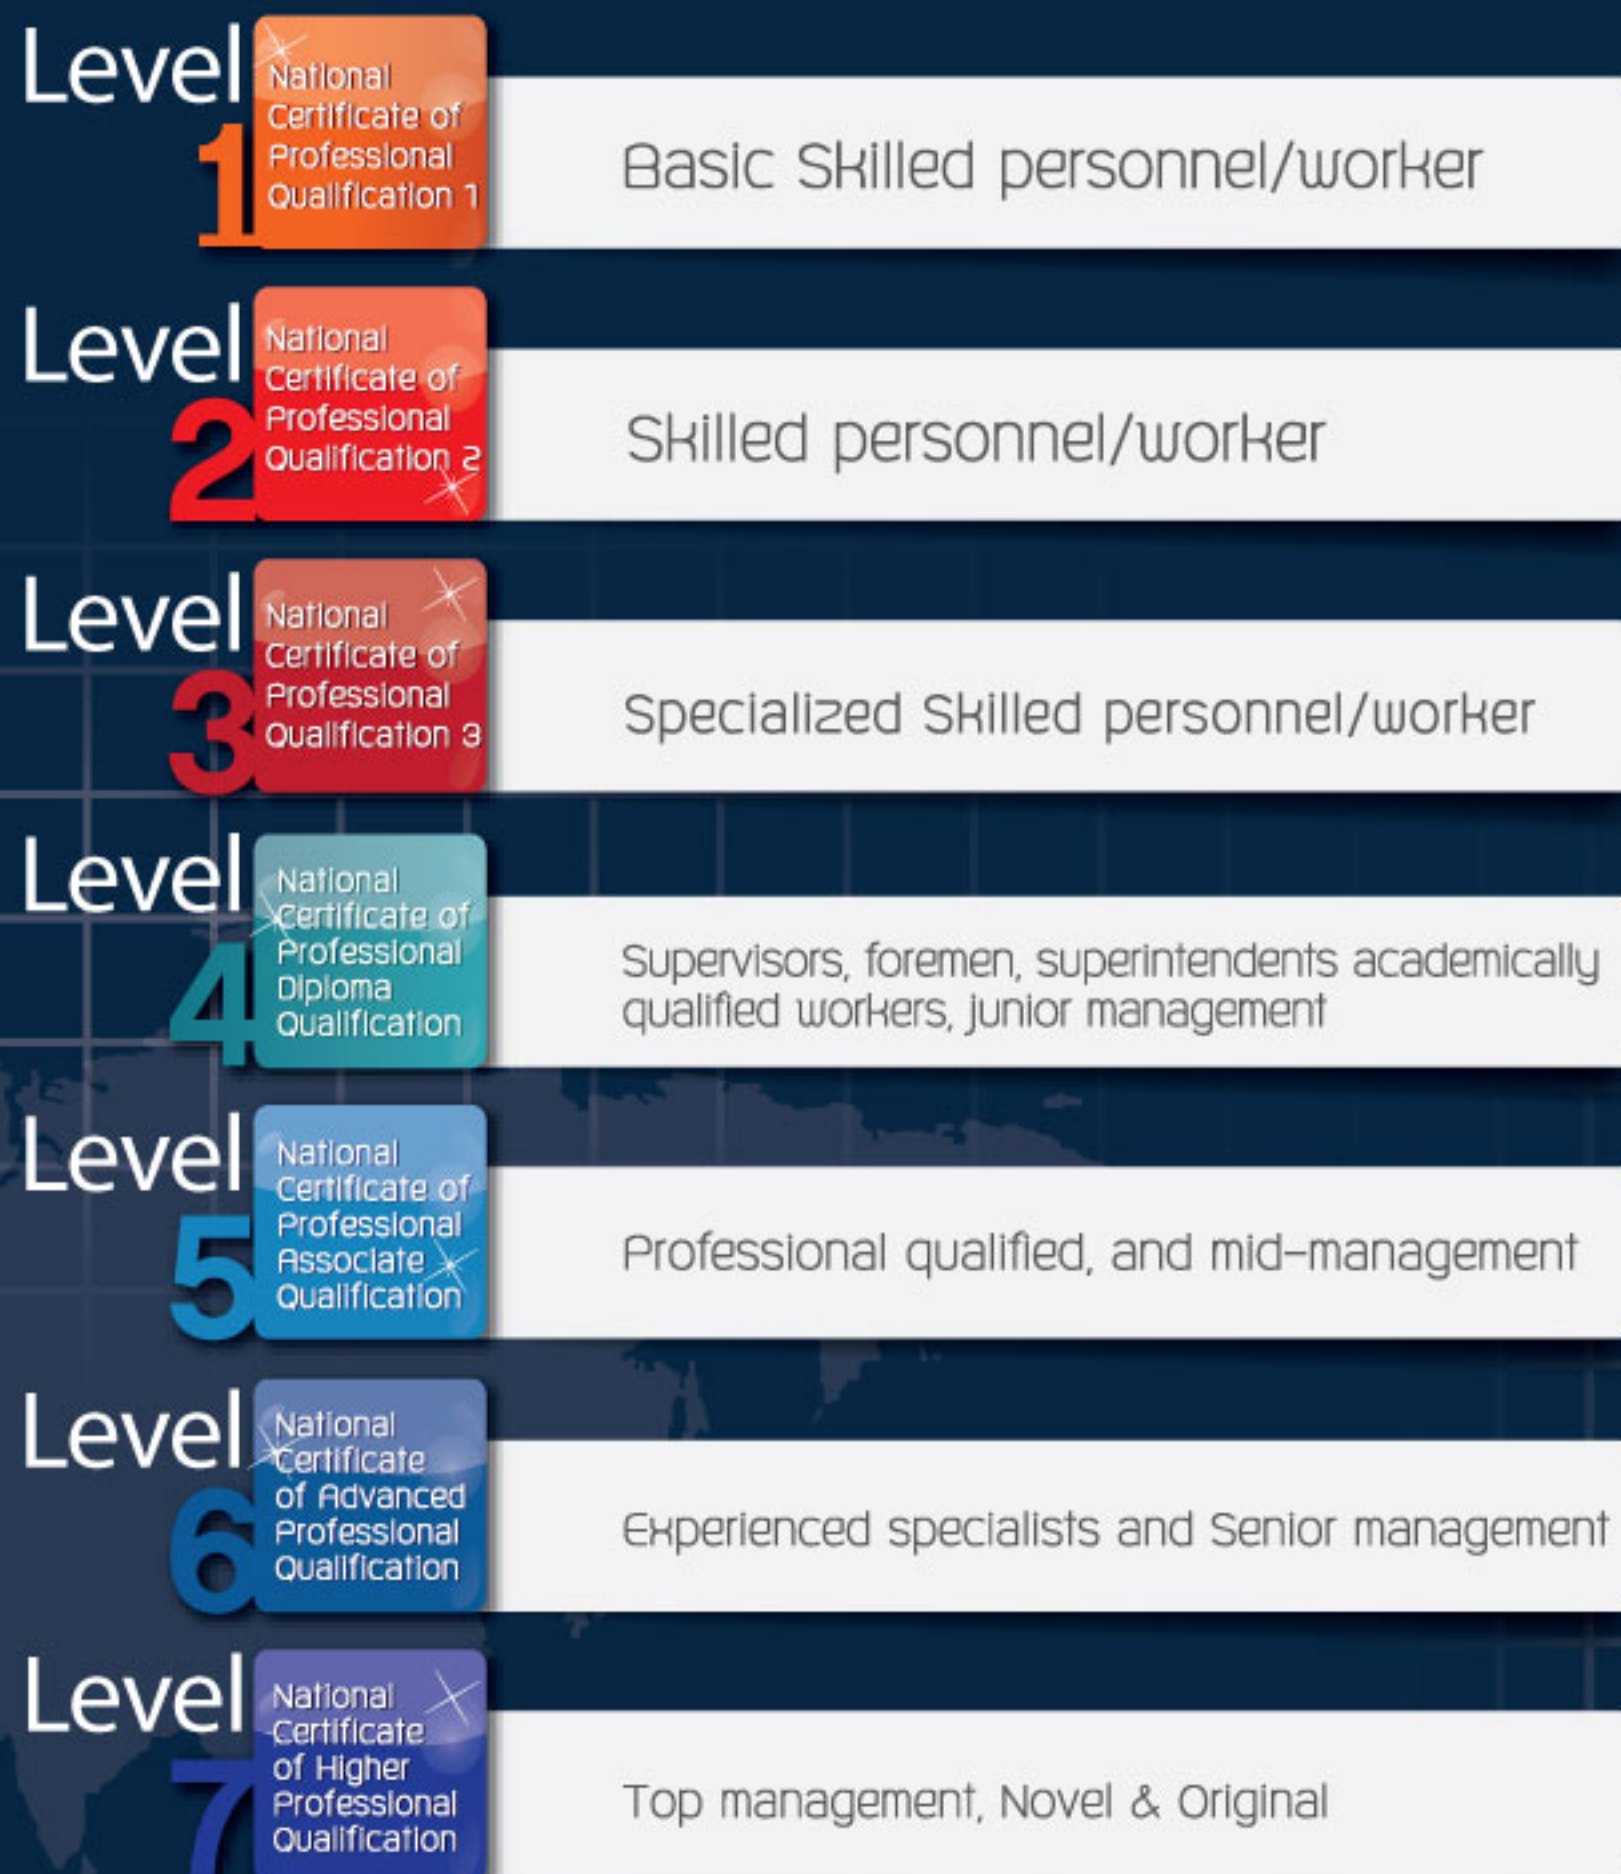 Level
1
National
Certificate of
Professional
Qualification 1
Basic Skilled personnel/worker
Level
2
National
Certificate of
Professional
Qualification 2
Skilled personnel/worker
Level
3
National
Certificate of
Professional
Qualification 3
Specialized Skilled personnel/worker
Level
4
National
Certificate of
Professional
Diploma
Qualification
Supervisors, foremen, superintendents academically
qualified workers, junior management
Level
5
National
Certificate of
Professional
Associate
Qualification
Professional qualified, and mid-management
Level
6
National
Certificate
of Advanced
Professional
Qualification
Experienced specialists and Senior management
Level
7
National
Certificate
of Higher
Professional
Qualification
Top management, Novel & Original